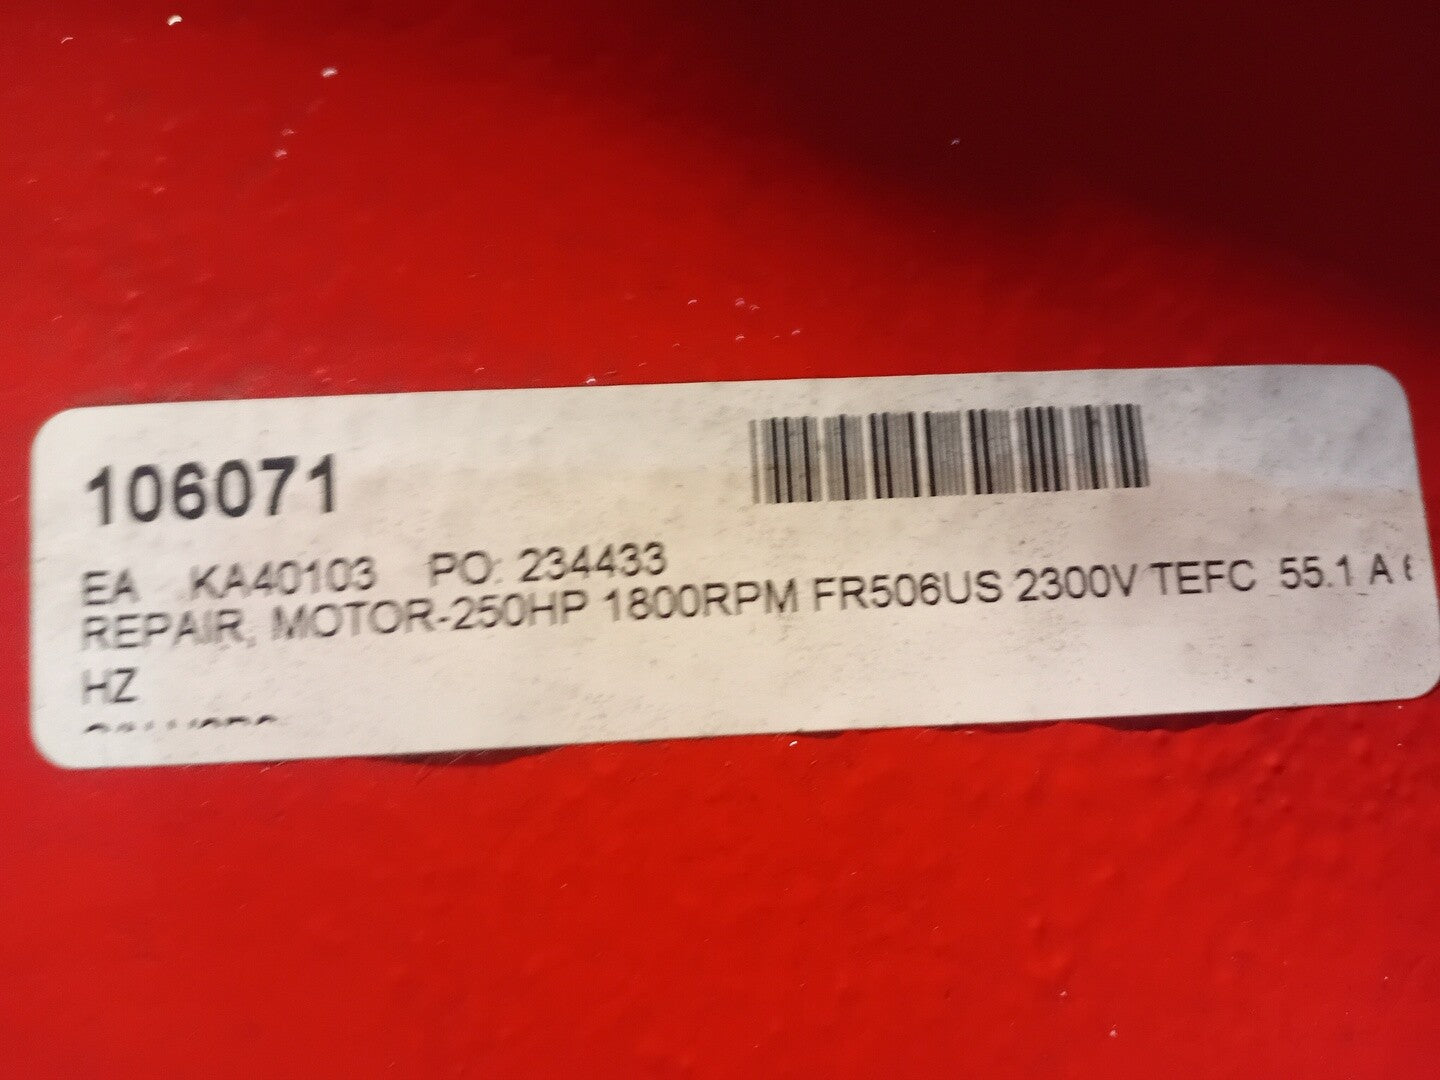 106071
EA KA40103 PO: 234433
REPAIR, MOTOR-250HP 1800RPM FR506US 2300V TEFC 55.1 A
HZ